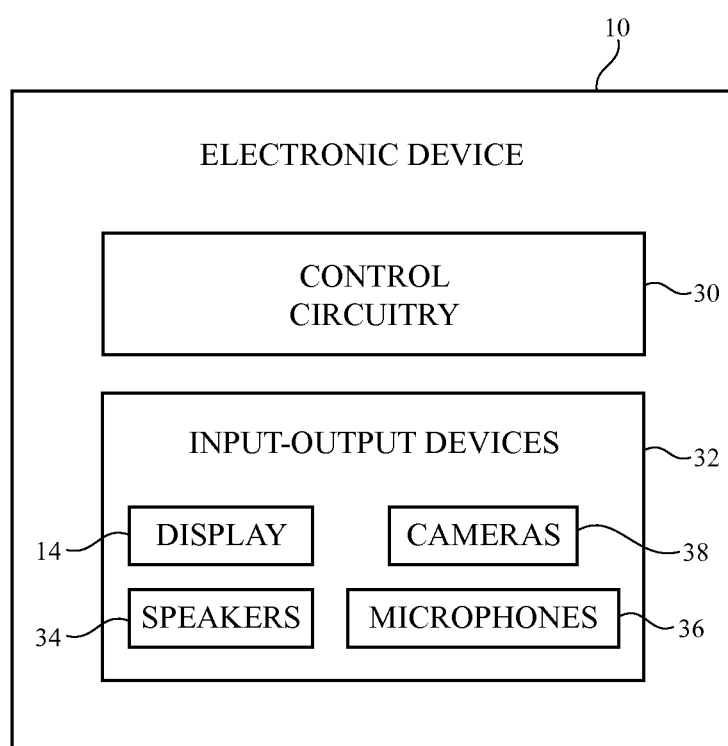 10
ELECTRONIC DEVICE
CONTROL
CIRCUITRY
30
INPUT-OUTPUT DEVICES
32
14
DISPLAY
CAMERAS
38
34
SPEAKERS
MICROPHONES
36